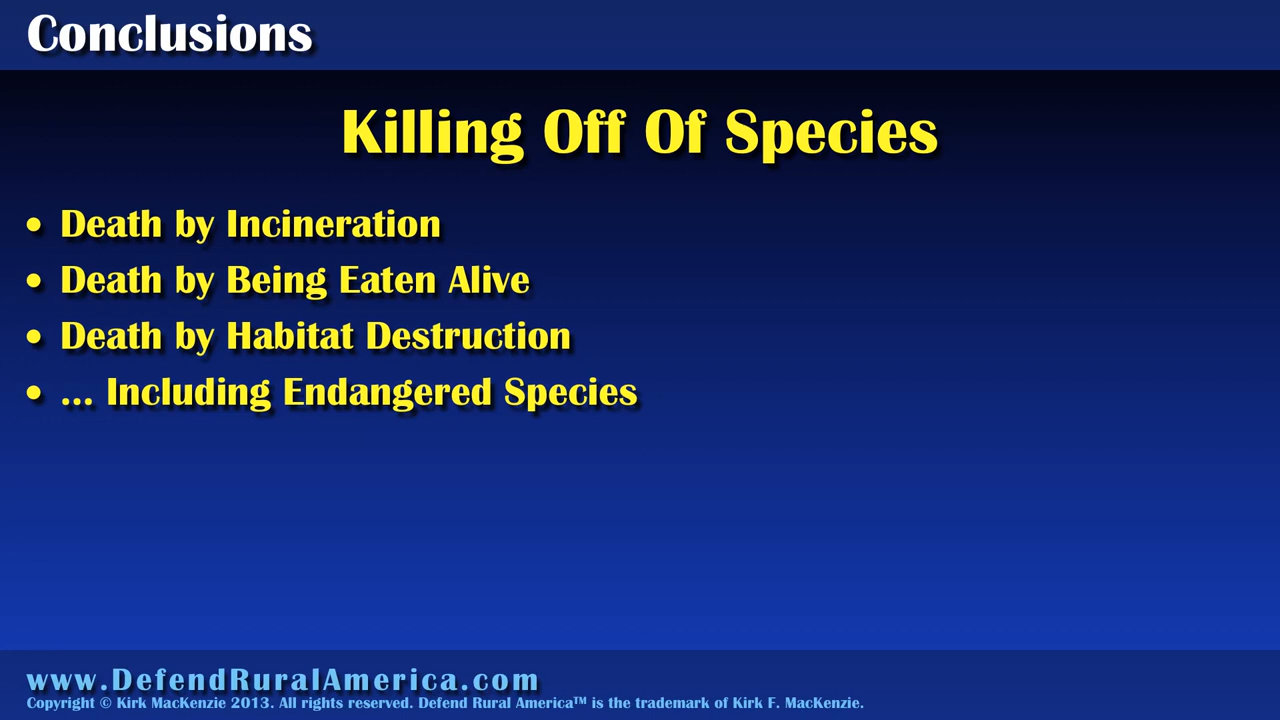 Conclusions
Killing Off Of Species
• Death by Incineration
• Death by Being Eaten Alive
• Death by Habitat Destruction
• ... Including Endangered Species
www.DefendRuralAmerica.com
Copyright © Kirk MacKenzie 2013. All rights reserved. Defend Rural America™ is the trademark of Kirk F. MacKenzie.